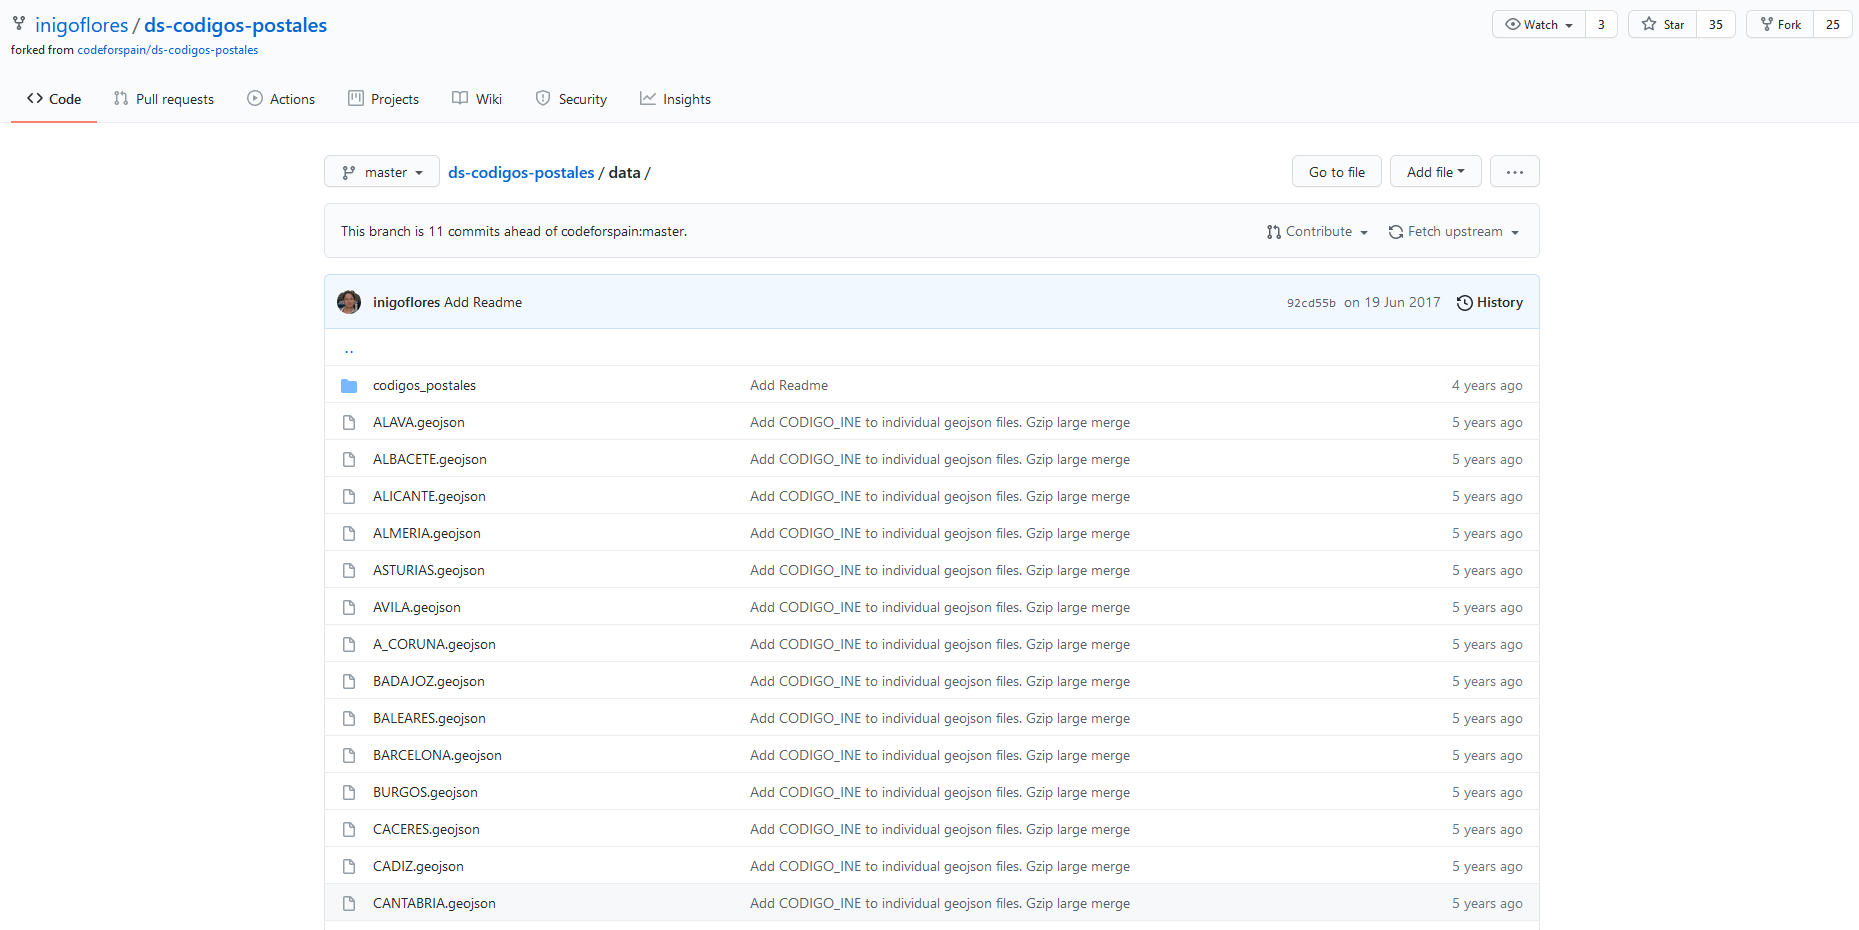 inigoflores / ds-codigos-postales
forked from codeforspain/ds-codigos-postales
Watch 3 Star 35 Fork 25
Code Pull requests Actions Projects Wiki Security Insights
master ds-codigos-postales / data / Go to file Add file ...
This branch is 11 commits ahead of codeforspain:master. Contribute Fetch upstream
inigoflores Add Readme 92cd55b on 19 Jun 2017 History
..
codigos_postales Add Readme 4 years ago
ALAVA.geojson Add CODIGO_INE to individual geojson files. Gzip large merge 5 years ago
ALBACETE.geojson Add CODIGO_INE to individual geojson files. Gzip large merge 5 years ago
ALICANTE.geojson Add CODIGO_INE to individual geojson files. Gzip large merge 5 years ago
ALMERIA.geojson Add CODIGO_INE to individual geojson files. Gzip large merge 5 years ago
ASTURIAS.geojson Add CODIGO_INE to individual geojson files. Gzip large merge 5 years ago
AVILA.geojson Add CODIGO_INE to individual geojson files. Gzip large merge 5 years ago
A_CORUNA.geojson Add CODIGO_INE to individual geojson files. Gzip large merge 5 years ago
BADAJOZ.geojson Add CODIGO_INE to individual geojson files. Gzip large merge 5 years ago
BALEARES.geojson Add CODIGO_INE to individual geojson files. Gzip large merge 5 years ago
BARCELONA.geojson Add CODIGO_INE to individual geojson files. Gzip large merge 5 years ago
BURGOS.geojson Add CODIGO_INE to individual geojson files. Gzip large merge 5 years ago
CACERES.geojson Add CODIGO_INE to individual geojson files. Gzip large merge 5 years ago
CADIZ.geojson Add CODIGO_INE to individual geojson files. Gzip large merge 5 years ago
CANTABRIA.geojson Add CODIGO_INE to individual geojson files. Gzip large merge 5 years ago